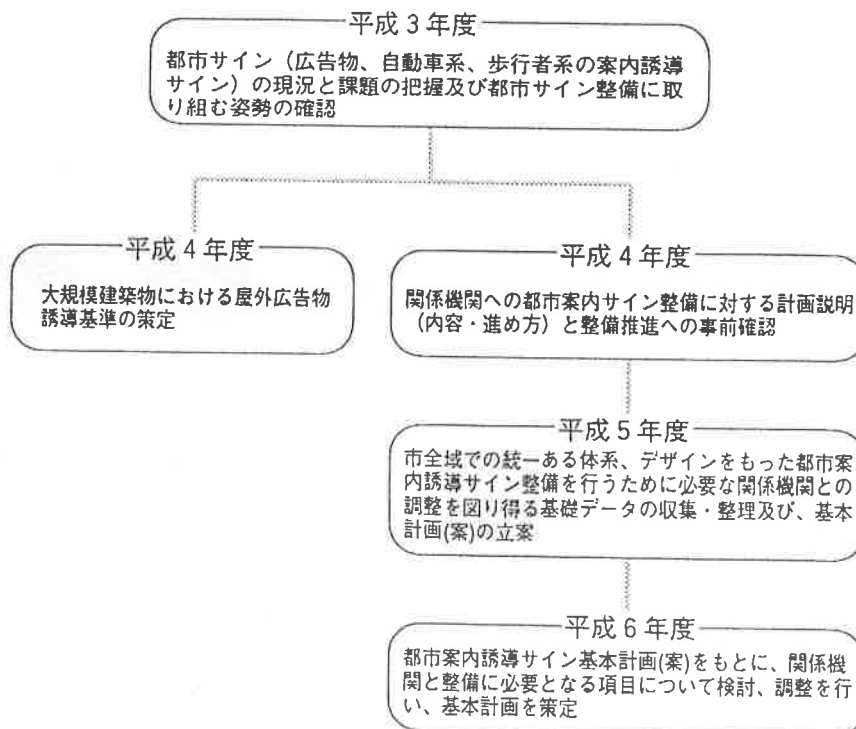 平成3年度
都市サイン（広告物、自動車系、歩行者系の案内誘導
サイン）の現況と課題の把握及び都市サイン整備に取
り組む姿勢の確認
平成4年度
大規模建築物における屋外広告物
誘導基準の策定
平成4年度
関係機関への都市案内サイン整備に対する計画説明
（内容・進め方）と整備推進への事前確認
平成5年度
市全域での統一ある体系、デザインをもった都市案
内誘導サイン整備を行うために必要な関係機関との
調整を図り得る基礎データの収集・整理及び、基本
計画(案)の立案
平成6年度
都市案内誘導サイン基本計画(案)をもとに、関係機
関と整備に必要となる項目について検討、調整を行
い、基本計画を策定